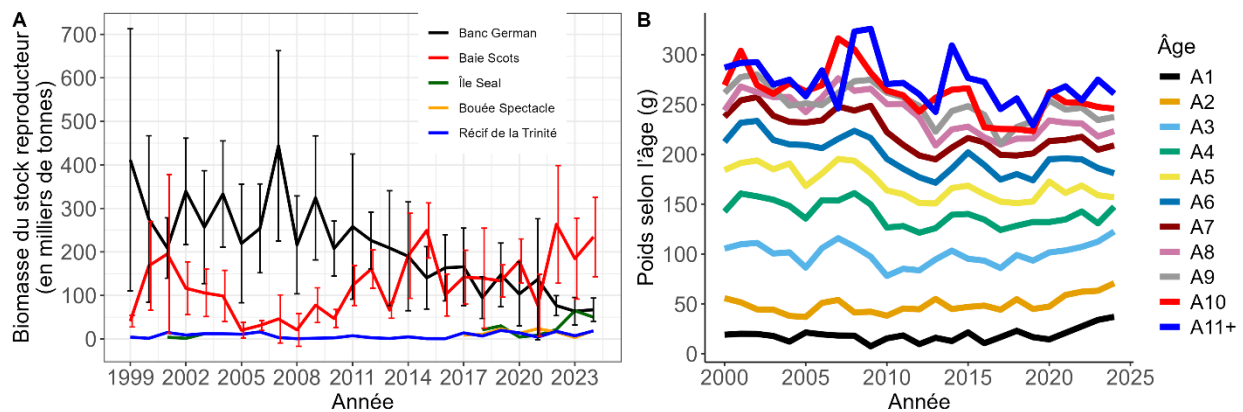 A
Biomasse du stock reproducteur
(en milliers de tonnes)
700
600
500
400
300
200
100
0
1999
2002
2005
2008
2011
2014
2017
2020
2023
Année
Banc German
Baie Scots
Île Seal
Bouée Spectacle
Récif de la Trinité
B
Poids selon l'âge (g)
300
250
200
150
100
50
0
2000
2005
2010
2015
2020
2025
Année
Âge
A1
A2
A3
A4
A5
A6
A7
A8
A9
A10
A11+